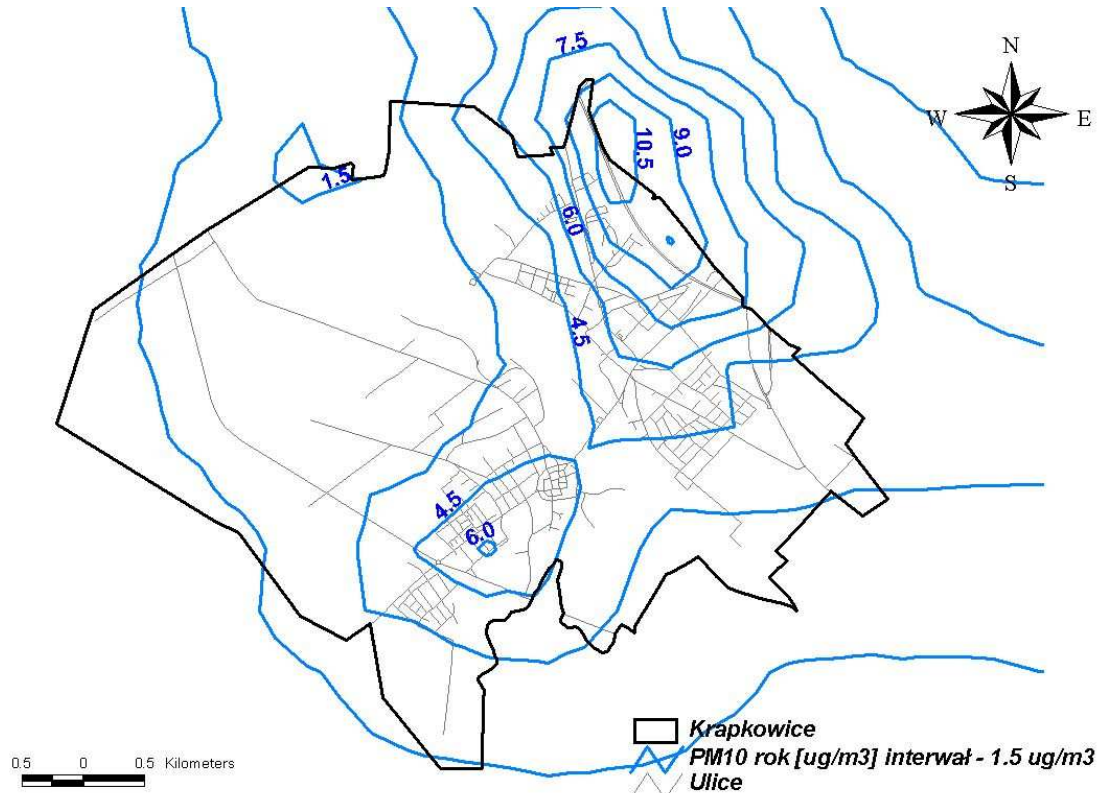 7.5
N
W
E
S
10.5
9.0
1.5
6.0
4.5
4.5
6.0
Krapkowice
PM10 rok [ug/m3] interwał - 1.5 ug/m3
Ulice
0.5 0 0.5 Kilometers